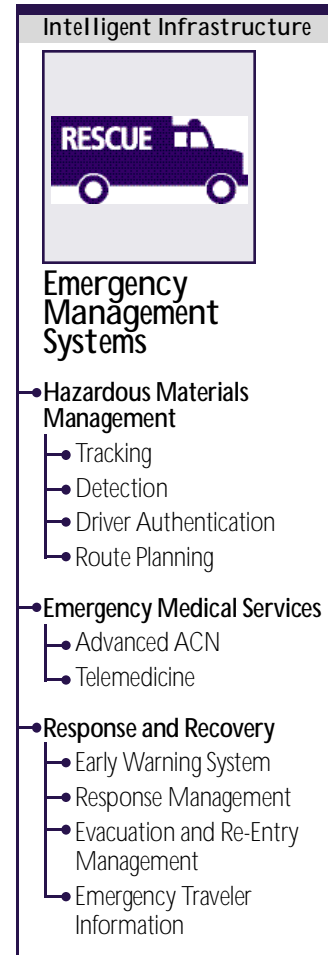 Intelligent Infrastructure
RESCUE
Emergency
Management
Systems
Hazardous Materials
Management
Tracking
Detection
Driver Authentication
Route Planning
Emergency Medical Services
Advanced ACN
Telemedicine
Response and Recovery
Early Warning System
Response Management
Evacuation and Re-Entry
Management
Emergency Traveler
Information